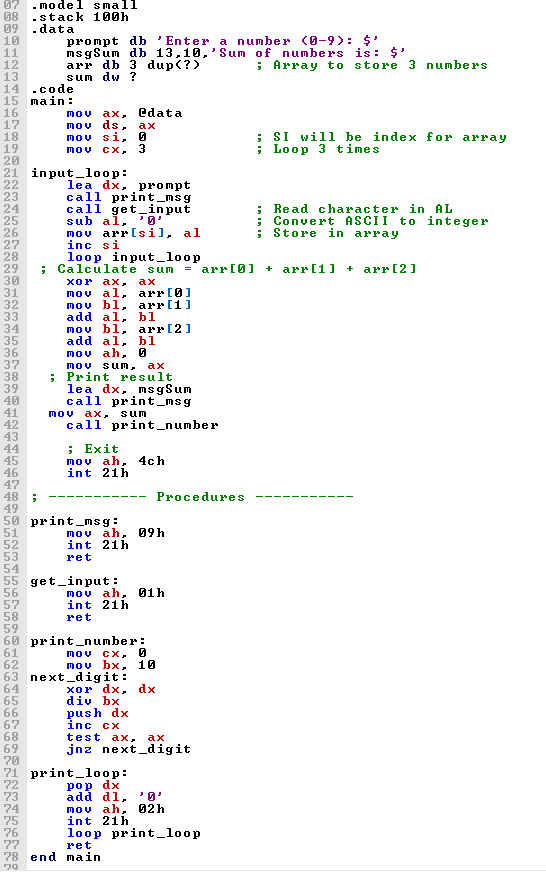 07 .model small
08 .stack 100h
09 .data
10     prompt db 'Enter a number (0-9): $'
11     msgSum db 13,10,'Sum of numbers is: $'
12     arr db 3 dup(?)      ; Array to store 3 numbers
13     sum dw ?
14 .code
15 main:
16     mov ax, @data
17     mov ds, ax
18     mov si, 0            ; SI will be index for array
19     mov cx, 3            ; Loop 3 times
20
21 input_loop:
22     lea dx, prompt
23     call print_msg
24     call get_input       ; Read character in AL
25     sub al, '0'          ; Convert ASCII to integer
26     mov arr[si], al      ; Store in array
27     inc si
28     loop input_loop
29  ; Calculate sum = arr[0] + arr[1] + arr[2]
30     xor ax, ax
31     mov al, arr[0]
32     mov bl, arr[1]
33     add al, bl
34     mov bl, arr[2]
35     add al, bl
36     mov ah, 0
37     mov sum, ax
38   ; Print result
39     lea dx, msgSum
40     call print_msg
41   mov ax, sum
42     call print_number
43
44     ; Exit
45     mov ah, 4ch
46     int 21h
47
48 ; ----------- Procedures -----------
49
50 print_msg:
51     mov ah, 09h
52     int 21h
53     ret
54
55 get_input:
56     mov ah, 01h
57     int 21h
58     ret
59
60 print_number:
61     mov cx, 0
62     mov bx, 10
63 next_digit:
64     xor dx, dx
65     div bx
66     push dx
67     inc cx
68     test ax, ax
69     jnz next_digit
70
71 print_loop:
72     pop dx
73     add dl, '0'
74     mov ah, 02h
75     int 21h
76     loop print_loop
77     ret
78 end main
79